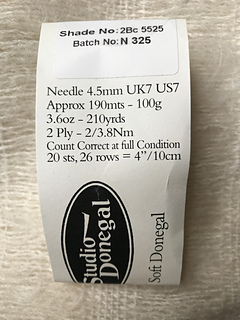 Shade No: 2Bc 5525
Batch No: N 325
Needle 4.5mm UK7 US7
Approx 190mts - 100g
3.6oz - 210yrds
2 Ply - 2/3.8Nm
Count Correct at full Condition
20 sts, 26 rows = 4"/10cm
Studio
Donegal
Soft Donegal